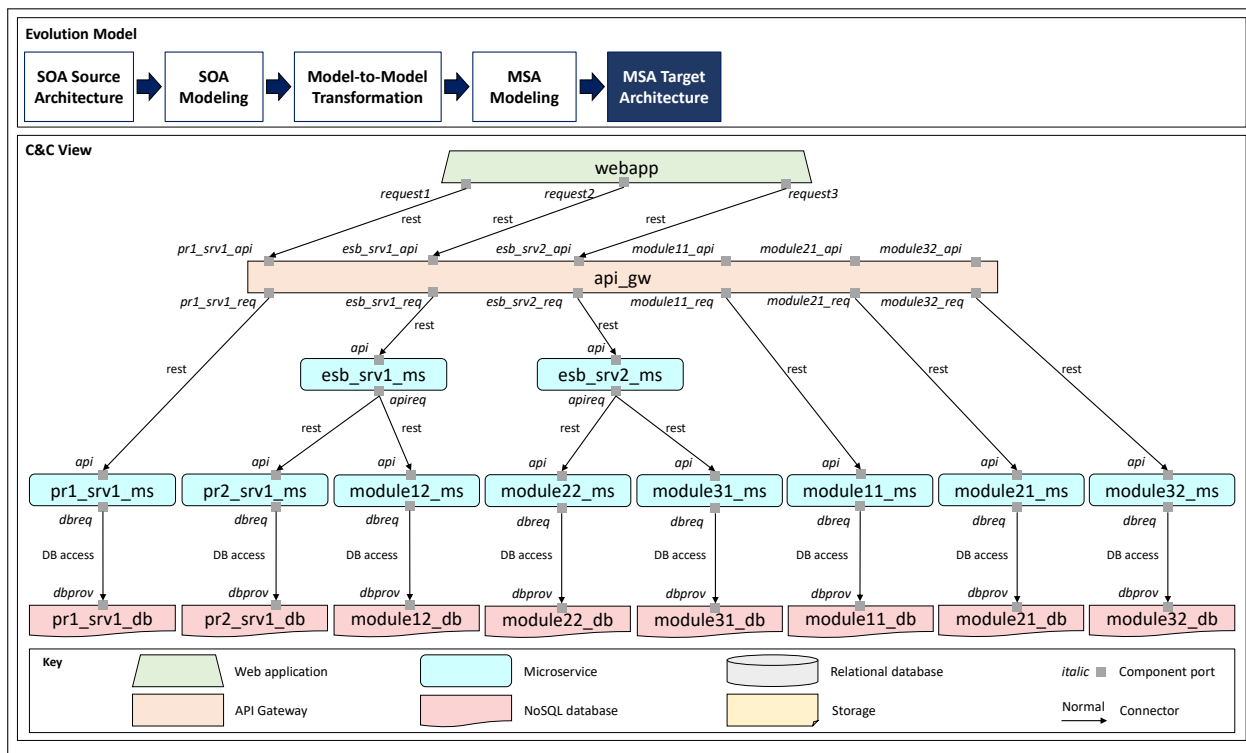 Evolution Model
SOA Source
Architecture
SOA
Modeling
Model-to-Model
Transformation
MSA
Modeling
MSA Target
Architecture
C&C View
webapp
request1
request2
request3
rest
rest
rest
pr1_srv1_api
esb_srv1_api
esb_srv2_api
module11_api
module21_api
module32_api
api_gw
pr1_srv1_req
esb_srv1_req
esb_srv2_req
module11_req
module21_req
module32_req
rest
rest
api
api
esb_srv1_ms
esb_srv2_ms
rest
rest
rest
rest
apireq
apireq
rest
rest
rest
rest
api
api
api
api
api
api
api
api
pr1_srv1_ms
pr2_srv1_ms
module12_ms
module22_ms
module31_ms
module11_ms
module21_ms
module32_ms
dbreq
dbreq
dbreq
dbreq
dbreq
dbreq
dbreq
dbreq
DB access
DB access
DB access
DB access
DB access
DB access
DB access
DB access
dbprov
dbprov
dbprov
dbprov
dbprov
dbprov
dbprov
dbprov
pr1_srv1_db
pr2_srv1_db
module12_db
module22_db
module31_db
module11_db
module21_db
module32_db
Key
Web application
Microservice
Relational database
italic
Component port
API Gateway
NoSQL database
Storage
Normal
Connector